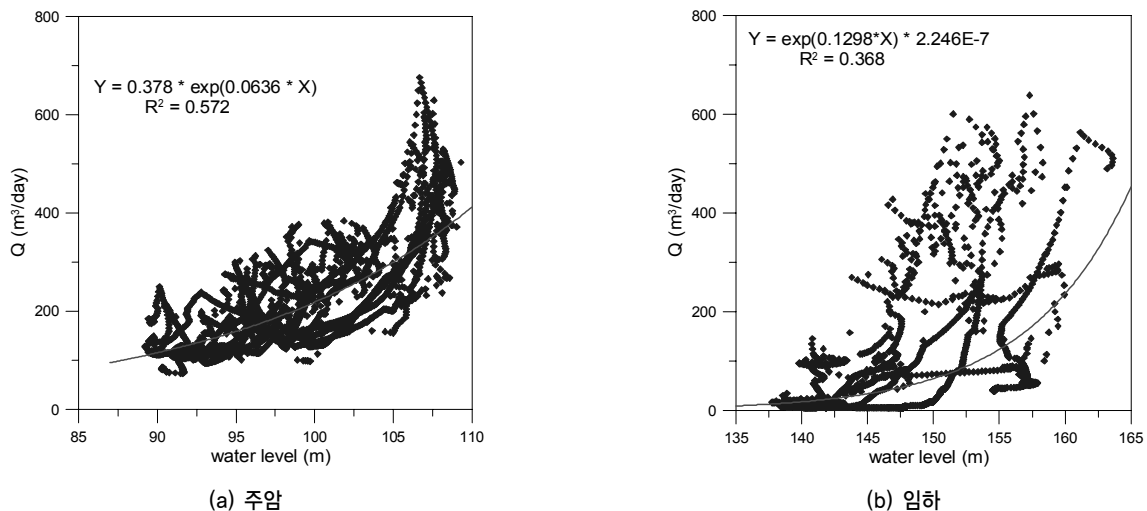 800
600
400
200
0
Q (m³/day)
Y = 0.378 * exp(0.0636 * X)
R² = 0.572
85 90 95 100 105 110
water level (m)
(a) 주암
800
600
400
200
0
Q (m³/day)
Y = exp(0.1298*X) * 2.246E-7
R² = 0.368
135 140 145 150 155 160 165
water level (m)
(b) 임하